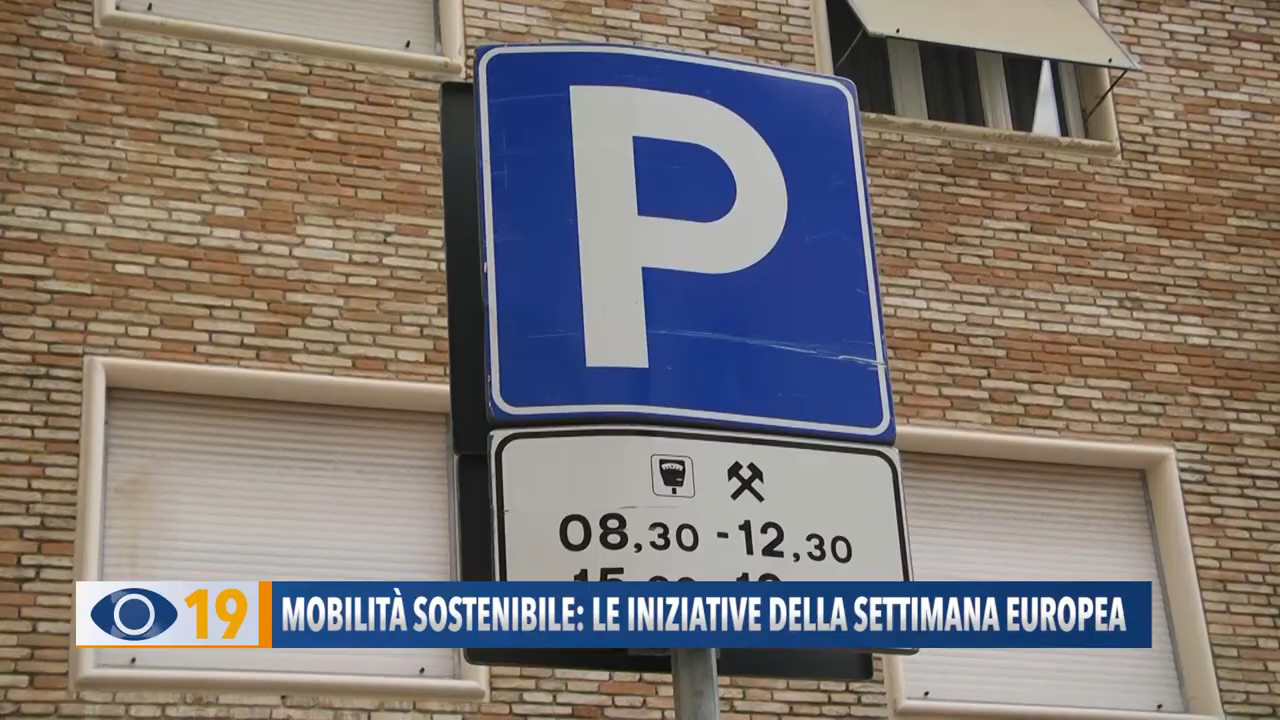 P
08,30 - 12,30
19
MOBILITÀ SOSTENIBILE: LE INIZIATIVE DELLA SETTIMANA EUROPEA